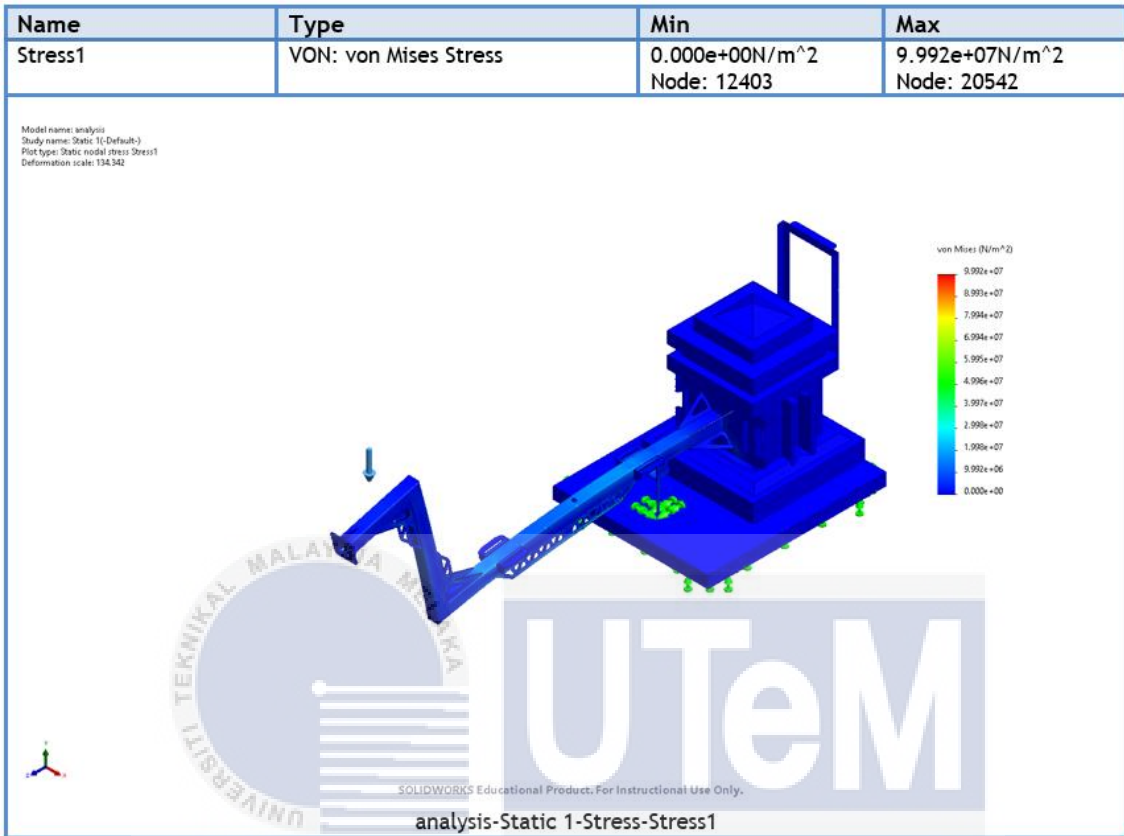 Name Type Min Max
Stress1 VON: von Mises Stress 0.000e+00N/m^2 9.992e+07N/m^2
Node: 12403 Node: 20542
Model name: analysis
Study name: Static 1(-Default-)
Plot type: Static nodal stress Stress1
Deformation scale: 134.342
von Mises (N/m^2)
9.992e+07
8.993e+07
7.994e+07
6.994e+07
5.995e+07
4.996e+07
3.997e+07
2.998e+07
1.998e+07
9.992e+06
0.000e+00
UNIVERSITI TEKNIKAL MALAYSIA MELAKA
UTeM
SOLIDWORKS Educational Product. For Instructional Use Only.
analysis-Static 1-Stress-Stress1